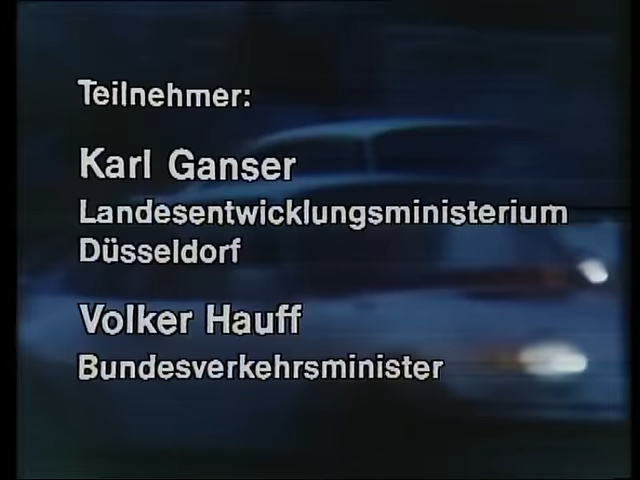 Teilnehmer:
Karl Ganser
Landesentwicklungsministerium
Düsseldorf
Volker Hauff
Bundesverkehrsminister